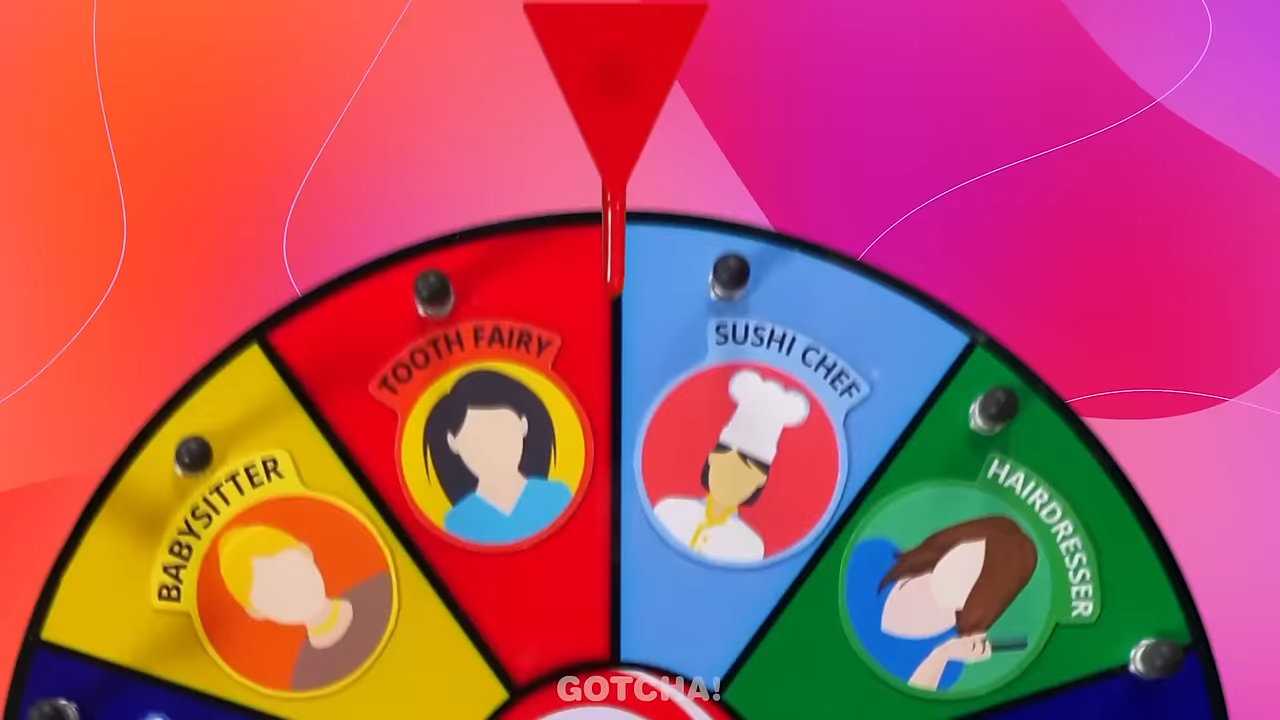 BABYSITTER
TOOTH FAIRY
SUSHI CHEF
HAIRDRESSER
GOTCHA!